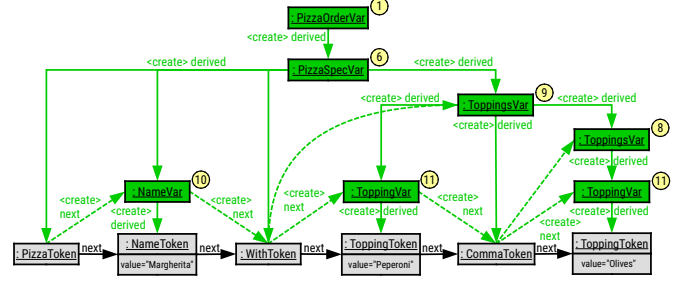 1
: PizzaOrderVar
<create> derived
6
<create> derived
: PizzaSpecVar
<create> derived
9
<create> derived
: ToppingsVar
<create> derived
<create> derived
8
: ToppingsVar
<create> derived
10
11
11
: NameVar
: ToppingVar
: ToppingVar
<create>
next
<create>
derived
<create>
next
<create>
next
<create> derived
<create>
next
<create>
next
<create> derived
: PizzaToken
next
: NameToken
value="Margherita"
next
: WithToken
next
: ToppingToken
value="Peperoni"
next
: CommaToken
next
: ToppingToken
value="Olives"